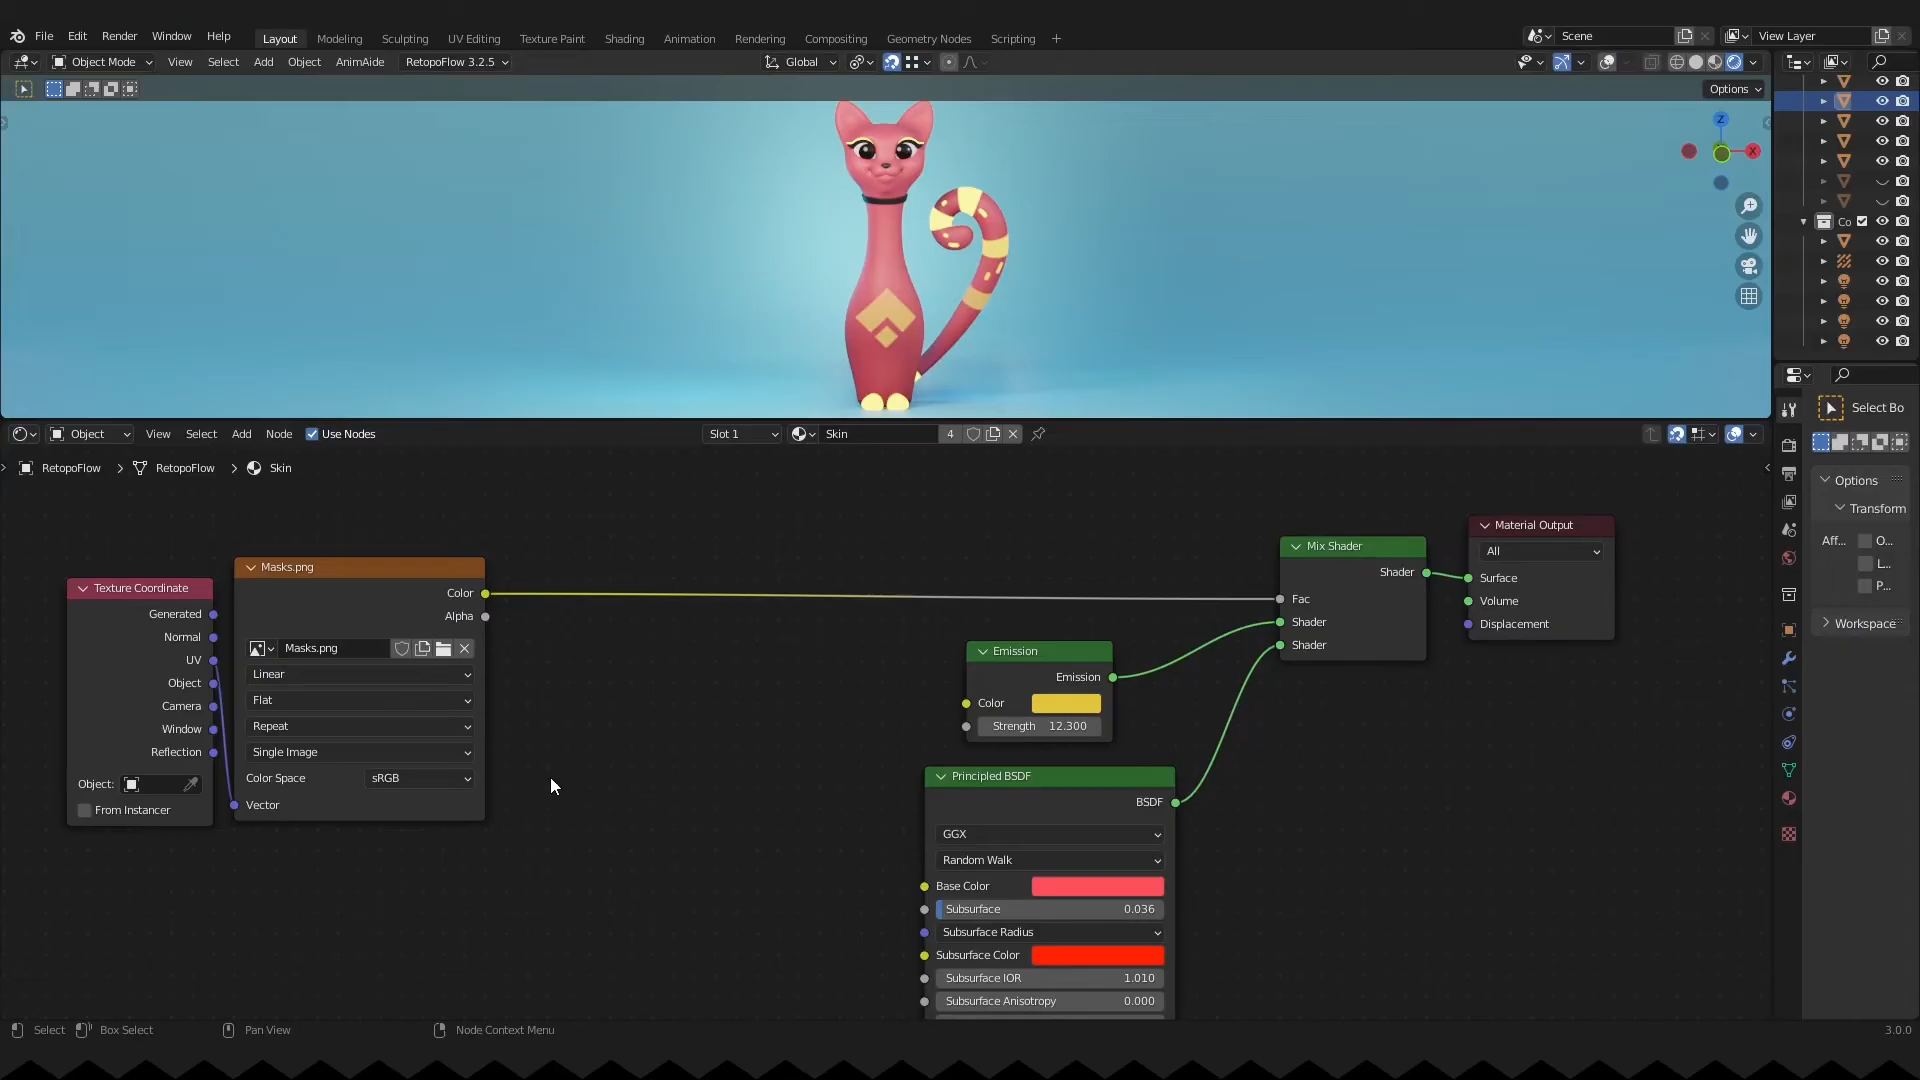 File Edit Render Window Help Layout Modeling Sculpting UV Editing Texture Paint Shading Animation Rendering Compositing Geometry Nodes Scripting + Scene View Layer
Object Mode View Select Add Object AnimAide RetopoFlow 3.2.5 Global
Options
Z
X
Co
Object View Select Add Node Use Nodes Slot 1 Skin 4
RetopoFlow > RetopoFlow > Skin
Select Bo
Options
Transform
Aff... O...
L...
P...
Workspace
Texture Coordinate
Generated
Normal
UV
Object
Camera
Window
Reflection
Object:
From Instancer
Masks.png
Color
Alpha
Masks.png
Linear
Flat
Repeat
Single Image
Color Space sRGB
Vector
Emission
Emission
Color
Strength 12.300
Principled BSDF
BSDF
GGX
Random Walk
Base Color
Subsurface 0.036
Subsurface Radius
Subsurface Color
Subsurface IOR 1.010
Subsurface Anisotropy 0.000
Mix Shader
Shader
Fac
Shader
Shader
Material Output
All
Surface
Volume
Displacement
Select Box Select Pan View Node Context Menu 3.0.0